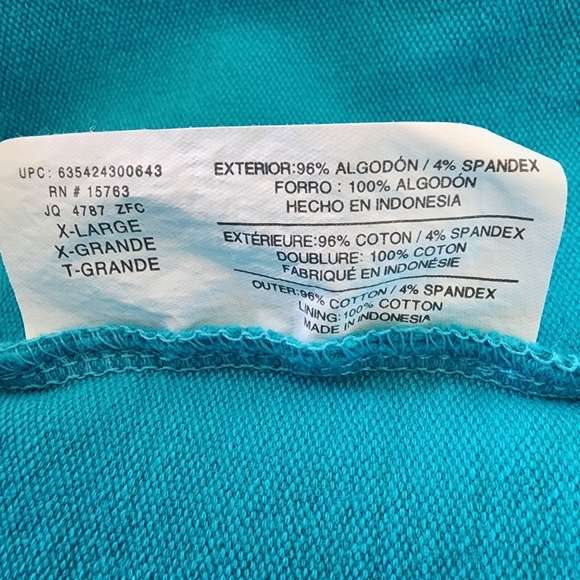 UPC: 635424300643
RN # 15763
JQ 4787 ZFC
X-LARGE
X-GRANDE
T-GRANDE
EXTERIOR:96% ALGODÓN / 4% SPANDEX
FORRO : 100% ALGODÓN
HECHO EN INDONESIA
EXTÉRIEURE:96% COTON / 4% SPANDEX
DOUBLURE: 100% COTON
FABRIQUÉ EN INDONÉSIE
OUTER:96% COTTON / 4% SPANDEX
LINING: 100% COTTON
MADE IN INDONESIA